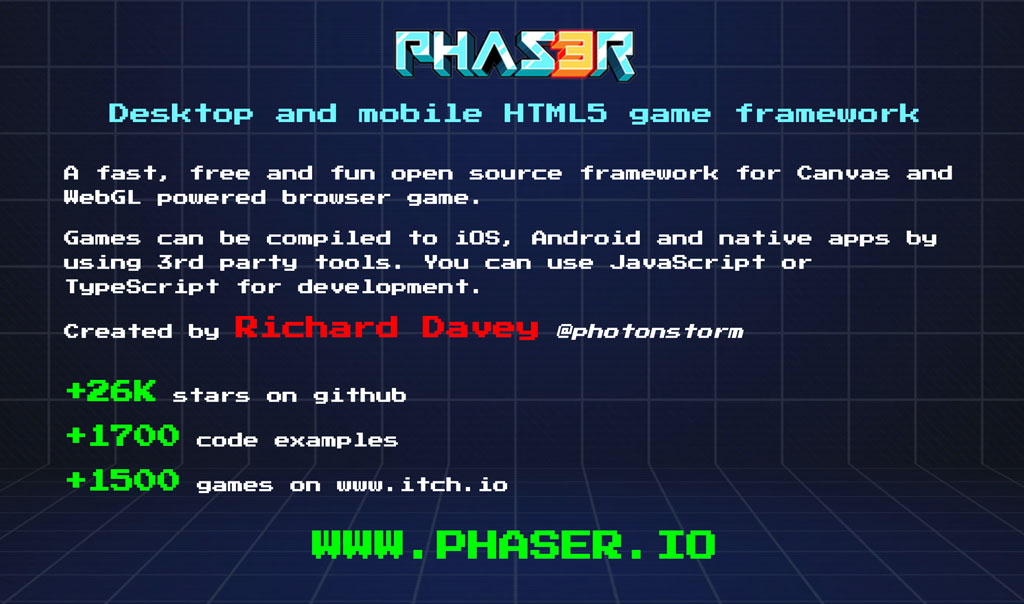 PHAS3R
Desktop and mobile HTML5 game framework
A fast, free and fun open source framework for Canvas and
WebGL powered browser game.
Games can be compiled to iOS, Android and native apps by
using 3rd party tools. You can use JavaScript or
TypeScript for development.
Created by Richard Davey @photonstorm
+26K stars on github
+1700 code examples
+1500 games on www.itch.io
WWW.PHASER.IO